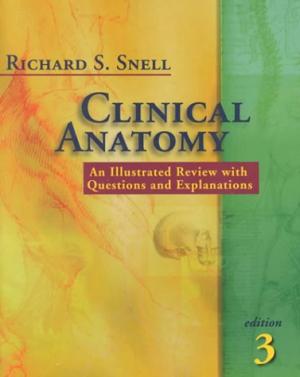 RICHARD S. SNELL
CLINICAL
ANATOMY
An Illustrated Review with
Questions and Explanations
edition
3